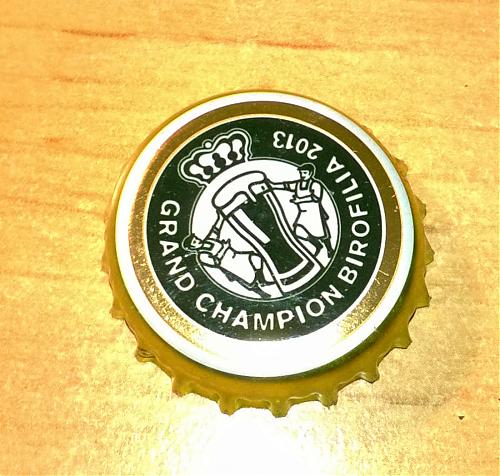 GRAND CHAMPION BIROFILIA 2013